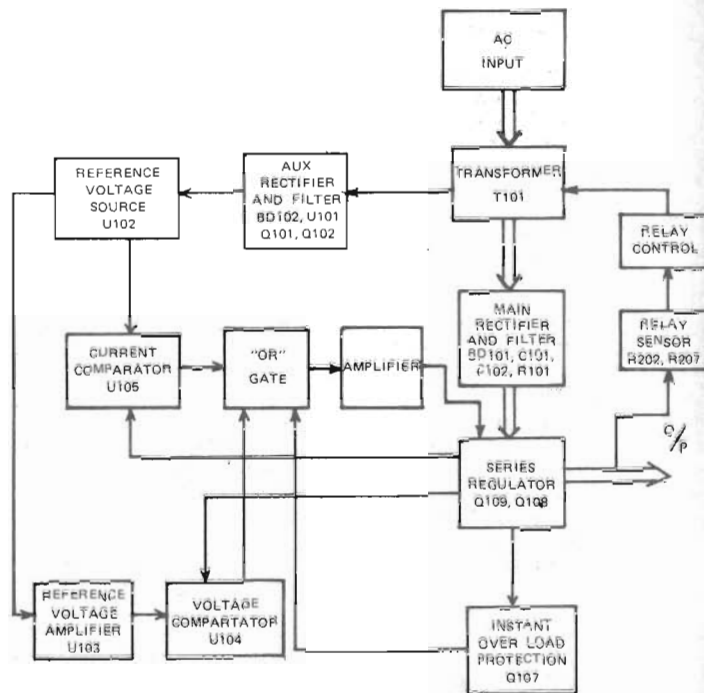 AC
INPUT
REFERENCE
VOLTAGE
SOURCE
U102
AUX
RECTIFIER
AND FILTER
BD102, U101
Q101, Q102
TRANSFORMER
T101
RELAY
CONTROL
MAIN
RECTIFIER
AND FILTER
BD101, C101,
C102, R101
RELAY
SENSOR
R202, R207
CURRENT
COMPARATOR
U105
"OR"
GATE
AMPLIFIER
O/P
SERIES
REGULATOR
Q109, Q108
REFERENCE
VOLTAGE
AMPLIFIER
U103
VOLTAGE
COMPARTATOR
U104
INSTANT
OVER LOAD
PROTECTION
Q107